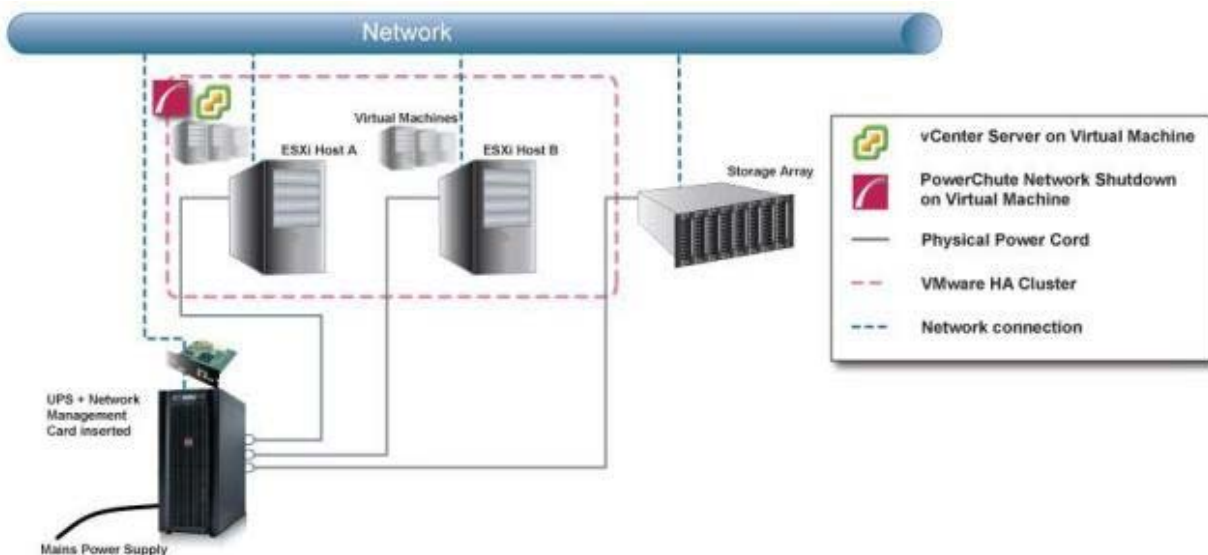 Network
Virtual Machines
ESXi Host A
ESXi Host B
Storage Array
UPS + Network
Management
Card inserted
Mains Power Supply
vCenter Server on Virtual Machine
PowerChute Network Shutdown
on Virtual Machine
Physical Power Cord
VMware HA Cluster
Network connection